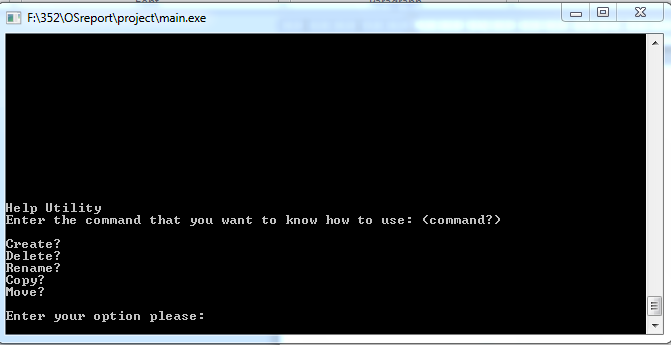 F:\352\OSreport\project\main.exe
Help Utility
Enter the command that you want to know how to use: (command?)
Create?
Delete?
Rename?
Copy?
Move?
Enter your option please: